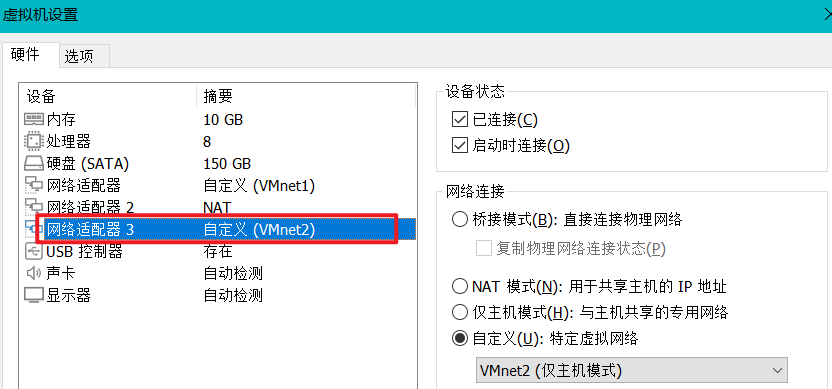 虚拟机设置
硬件 选项
设备 摘要
内存 10 GB
处理器 8
硬盘 (SATA) 150 GB
网络适配器 自定义 (VMnet1)
网络适配器 2 NAT
网络适配器 3 自定义 (VMnet2)
USB 控制器 存在
声卡 自动检测
显示器 自动检测
设备状态
已连接(C)
启动时连接(O)
网络连接
桥接模式(B): 直接连接物理网络
复制物理网络连接状态(P)
NAT 模式(N): 用于共享主机的 IP 地址
仅主机模式(H): 与主机共享的专用网络
自定义(U): 特定虚拟网络
VMnet2 (仅主机模式)